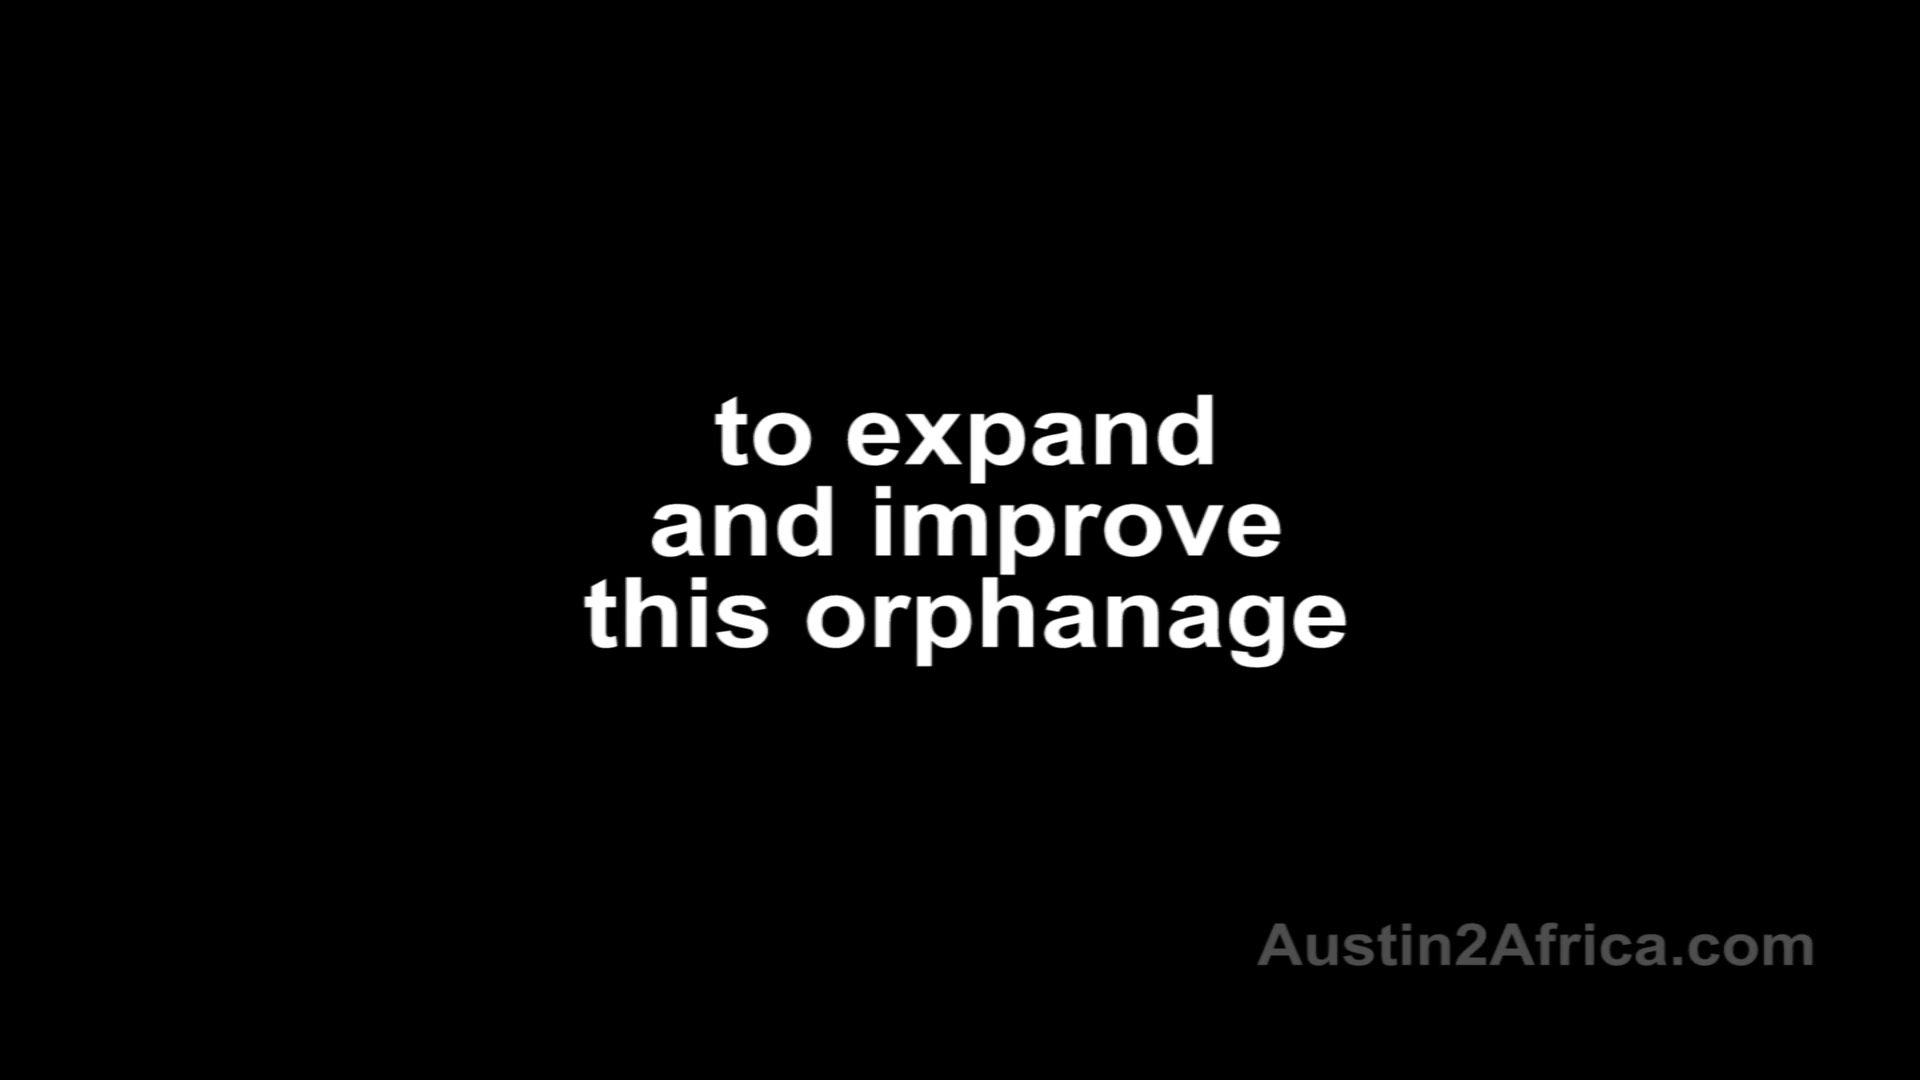 to expand
and improve
this orphanage
Austin2Africa.com